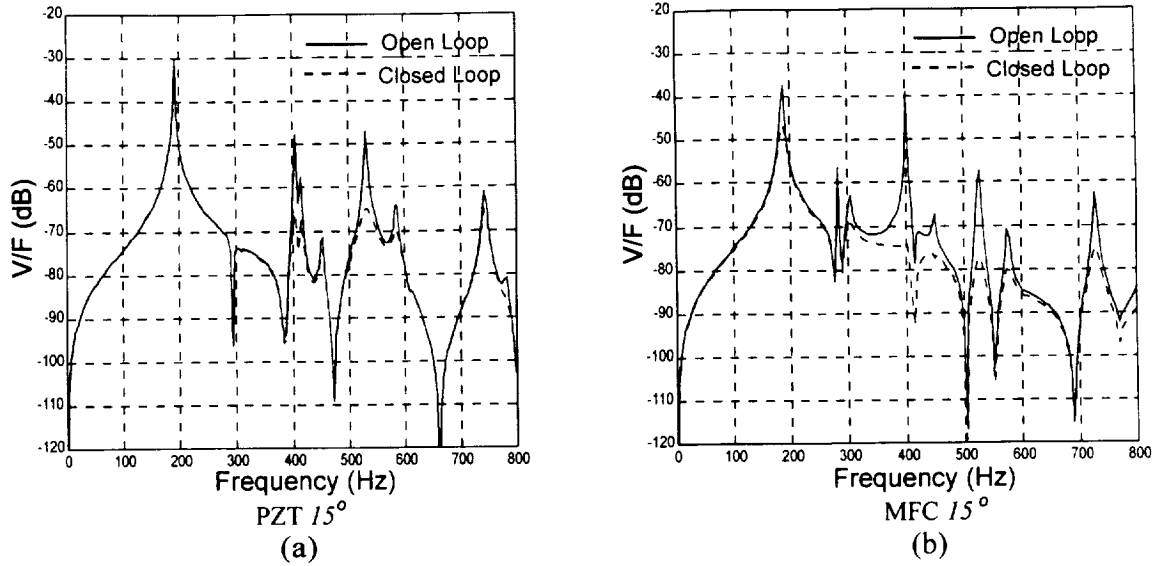 -20
-30
-40
-50
-60
-70
-80
-90
-100
-110
-120
V/F (dB)
Open Loop
Closed Loop
0 100 200 300 400 500 600 700 800
Frequency (Hz)
PZT 15°
(a)
-20
-30
-40
-50
-60
-70
-80
-90
-100
-110
-120
V/F (dB)
Open Loop
Closed Loop
0 100 200 300 400 500 600 700 800
Frequency (Hz)
MFC 15°
(b)